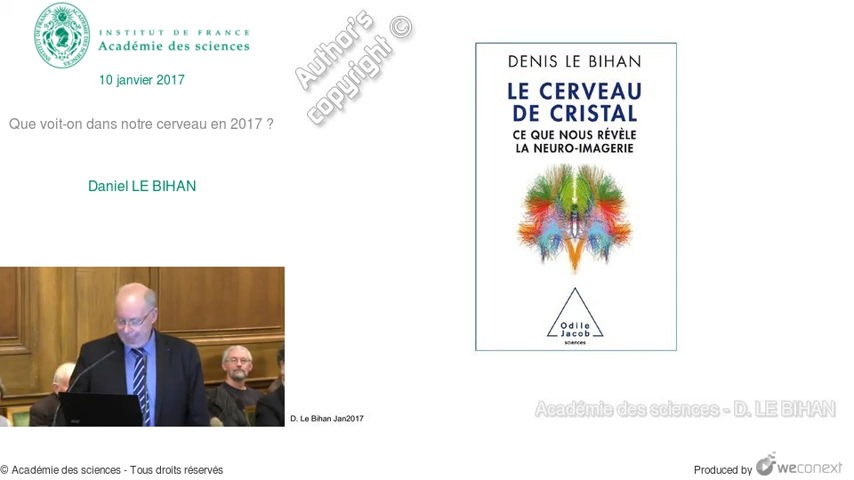 INSTITUT DE FRANCE
Académie des sciences
10 janvier 2017
Que voit-on dans notre cerveau en 2017 ?
Daniel LE BIHAN
Author's
copyright ©
DENIS LE BIHAN
LE CERVEAU
DE CRISTAL
CE QUE NOUS RÉVÈLE
LA NEURO-IMAGERIE
Odile
Jacob
sciences
D. Le Bihan Jan2017
Académie des sciences - D. LE BIHAN
© Académie des sciences - Tous droits réservés
Produced by weconext